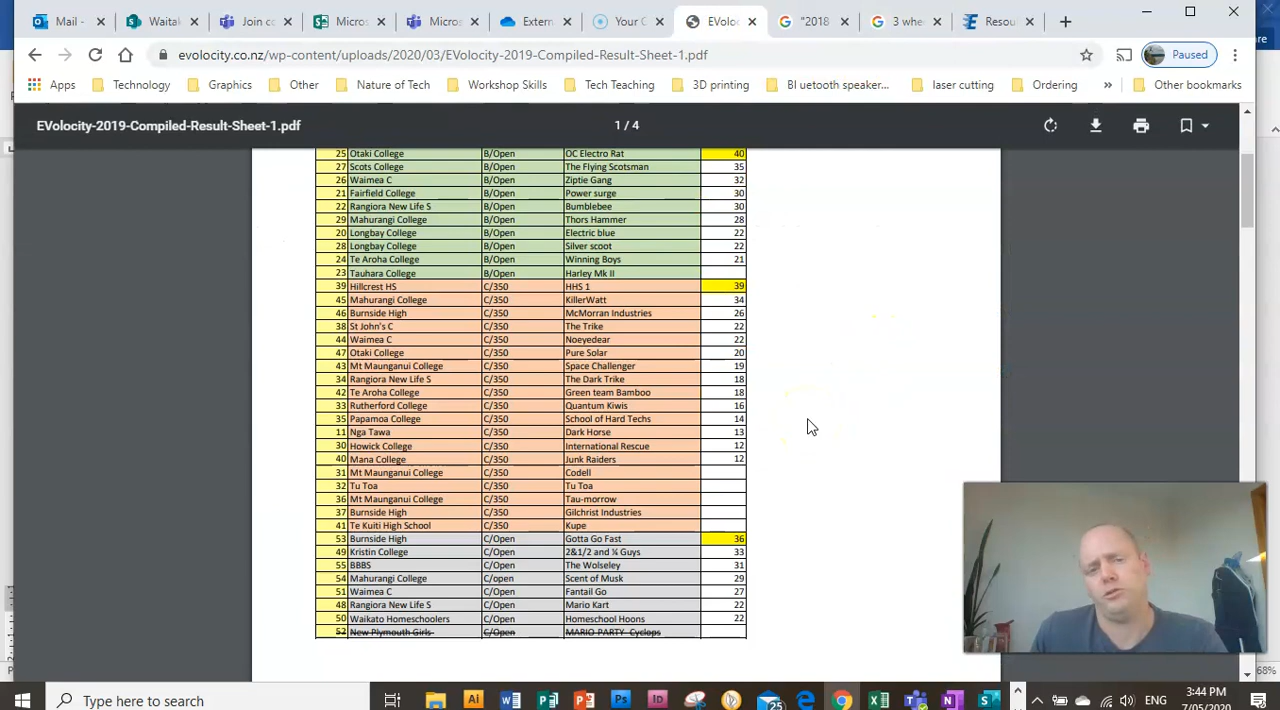 Mail -
Waitak
Join co
Micros
Micros
Extern
Your G
EVoloc
"2018
3 whee
Resou
evolocity.co.nz/wp-content/uploads/2020/03/EVolocity-2019-Compiled-Result-Sheet-1.pdf
Paused
Apps Technology Graphics Other Nature of Tech Workshop Skills Tech Teaching 3D printing BI uetooth speaker... laser cutting Ordering » Other bookmarks
EVolocity-2019-Compiled-Result-Sheet-1.pdf 1 / 4
25 Otaki College B/Open OC Electro Rat 40
27 Scots College B/Open The Flying Scotsman 35
26 Waimea C B/Open Ziptie Gang 32
21 Fairfield College B/Open Power surge 30
22 Rangiora New Life S B/Open Bumblebee 30
29 Mahurangi College B/Open Thors Hammer 28
20 Longbay College B/Open Electric blue 22
28 Longbay College B/Open Silver scoot 22
24 Te Aroha College B/Open Winning Boys 21
23 Tauhara College B/Open Harley Mk II
39 Hillcrest HS C/350 HHS 1 39
45 Mahurangi College C/350 KillerWatt 34
46 Burnside High C/350 McMorran Industries 26
38 St John's C C/350 The Trike 22
44 Waimea C C/350 Noeyedear 22
47 Otaki College C/350 Pure Solar 20
43 Mt Maunganui College C/350 Space Challenger 19
34 Rangiora New Life S C/350 The Dark Trike 18
42 Te Aroha College C/350 Green team Bamboo 18
33 Rutherford College C/350 Quantum Kiwis 16
35 Papamoa College C/350 School of Hard Techs 14
11 Nga Tawa C/350 Dark Horse 13
30 Howick College C/350 International Rescue 12
40 Mana College C/350 Junk Raiders 12
31 Mt Maunganui College C/350 Codell
32 Tu Toa C/350 Tu Toa
36 Mt Maunganui College C/350 Tau-morrow
37 Burnside High C/350 Gilchrist Industries
41 Te Kuiti High School C/350 Kupe
53 Burnside High C/Open Gotta Go Fast 36
49 Kristin College C/Open 2&1/2 and ¼ Guys 33
55 BBBS C/Open The Wolseley 31
54 Mahurangi College C/open Scent of Musk 29
51 Waimea C C/Open Fantail Go 27
48 Rangiora New Life S C/Open Mario Kart 22
50 Waikato Homeschoolers C/Open Homeschool Hoons 22
52 New Plymouth Girls C/Open MARIO PARTY Cyclops
68%
Type here to search
25
ENG
3:44 PM
7/05/2020